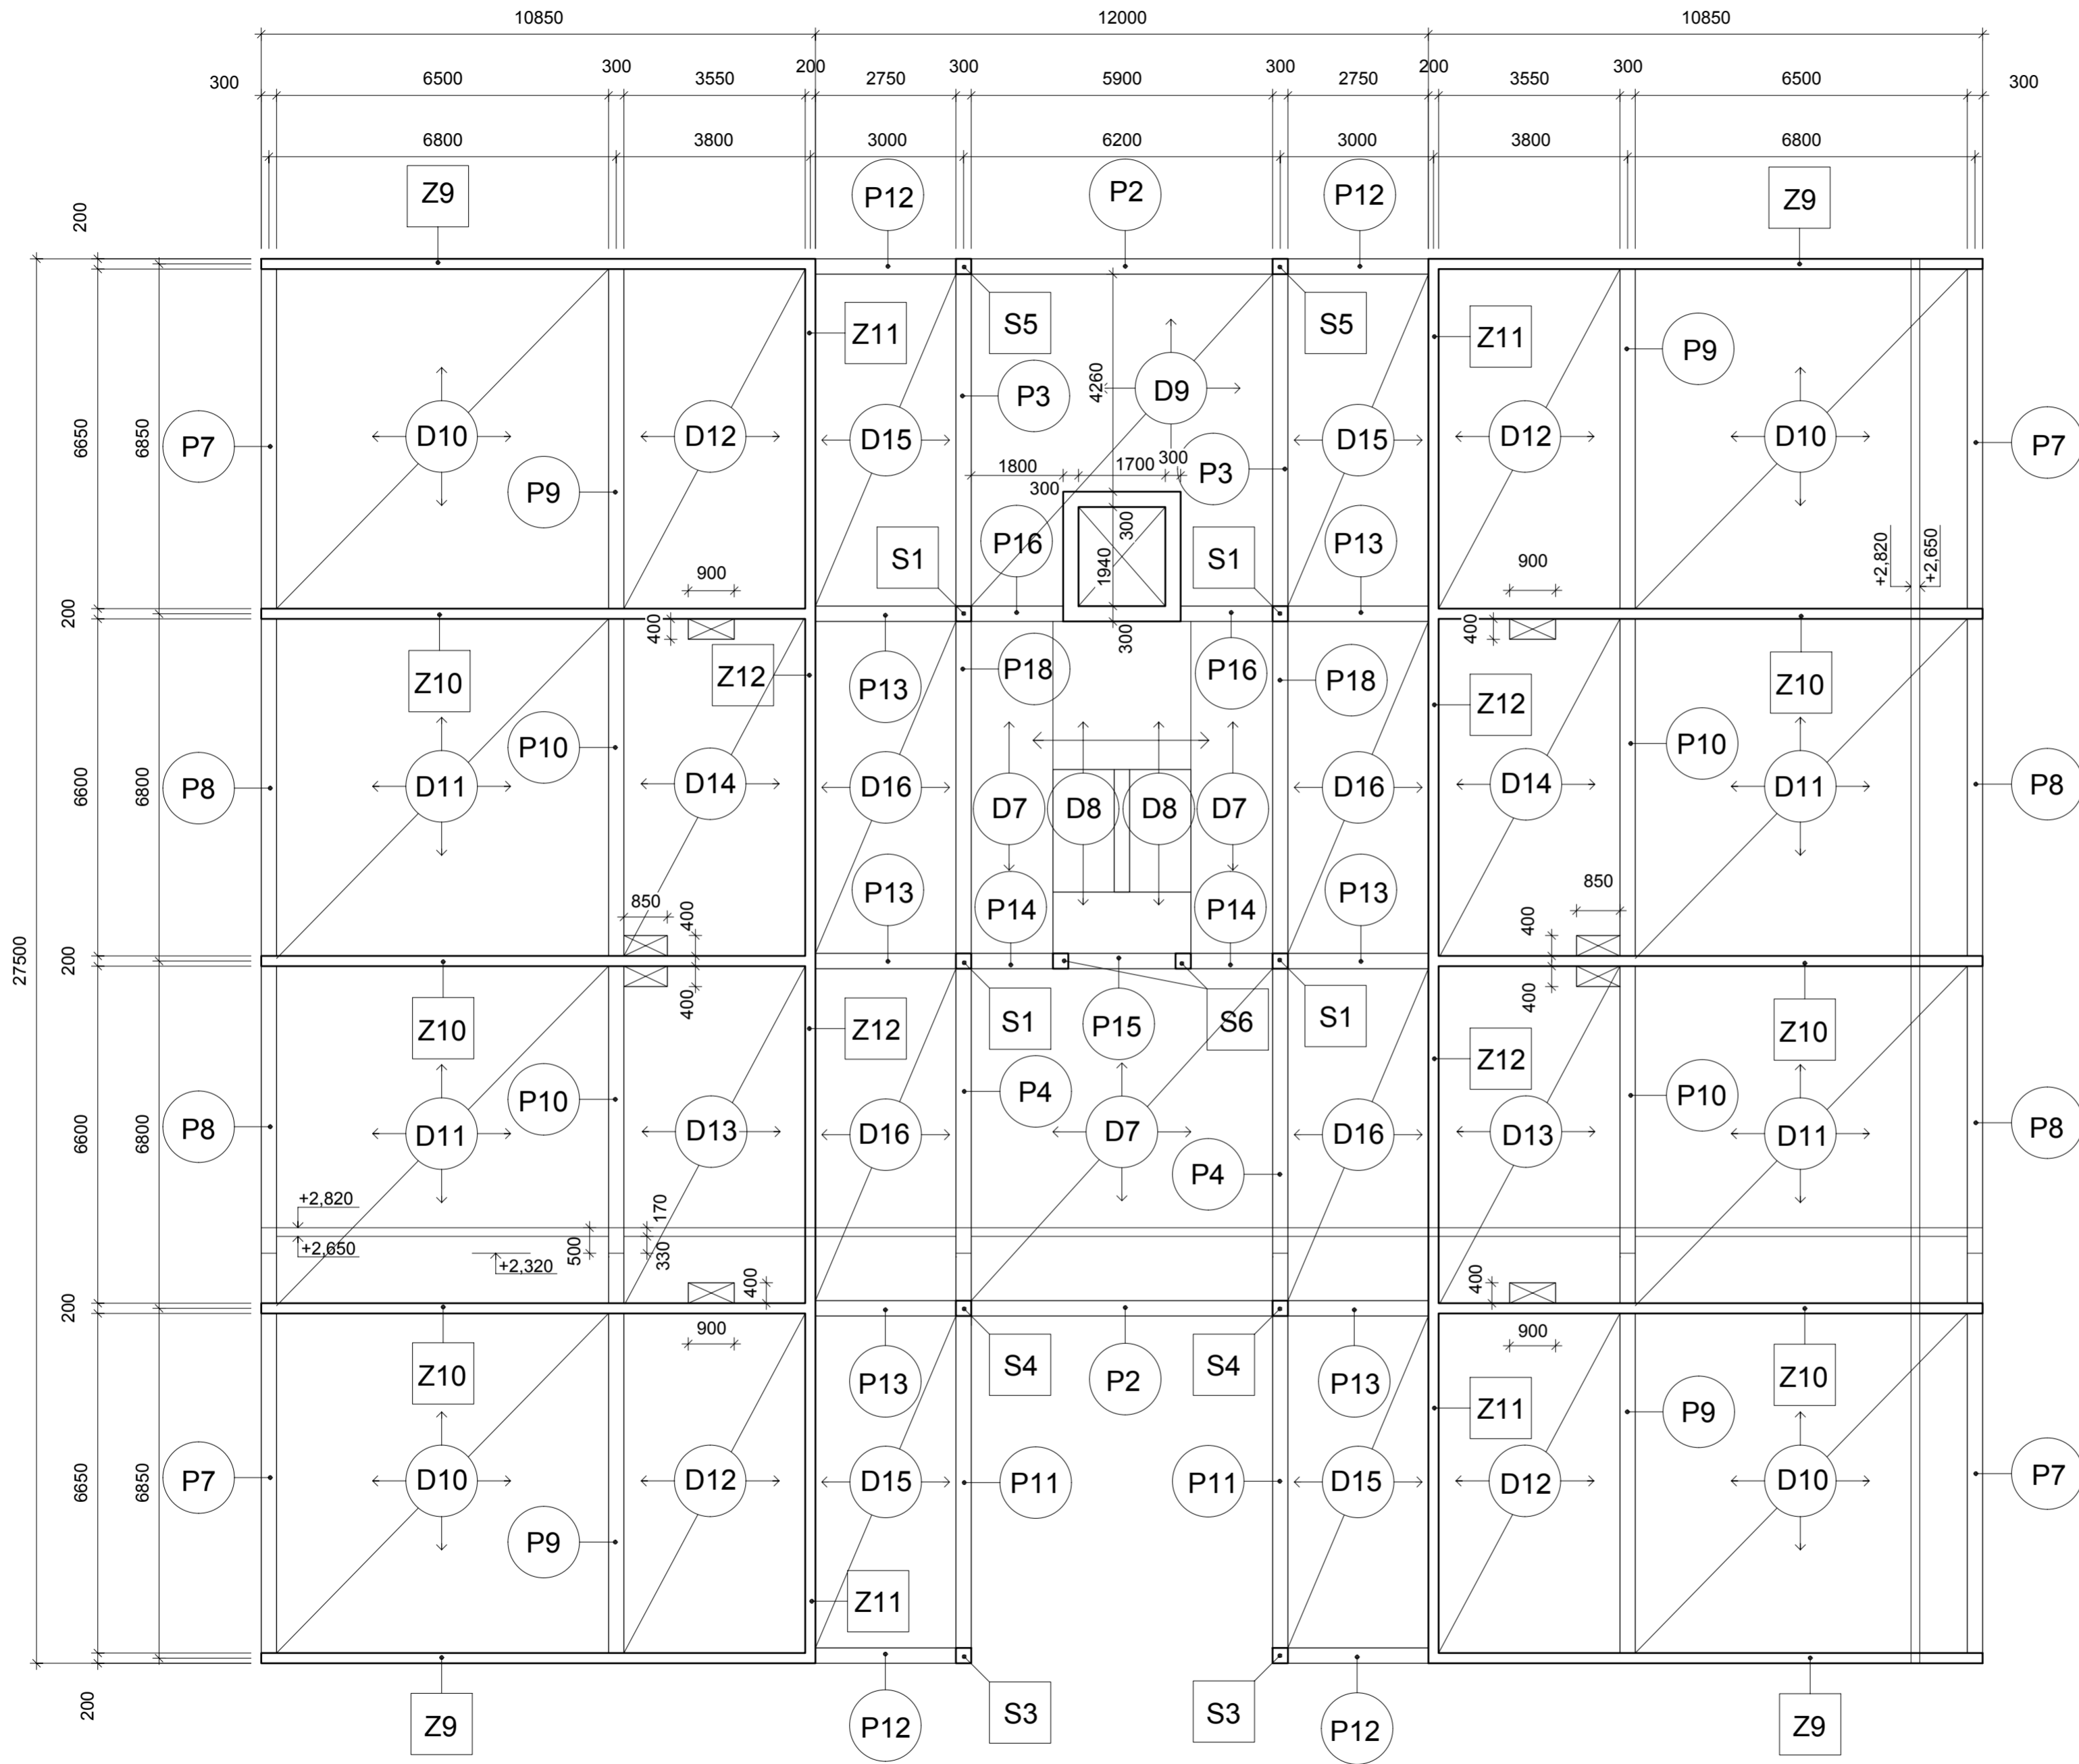 10850 12000 10850
300 6500 300 3550 200 2750 300 5900 300 2750 200 3550 300 6500 300
6800 3800 3000 6200 3000 3800 6800
Z9 P12 P2 P12 Z9
200
Z11 S5 S5 Z11 P9
P3 4260 D9
P7 6650 6850 D10 D12 D15 D15 D12 D10 P7
P9 1800 1700 300 P3
300
P16 300 P13
S1 1940 S1
900 900 +2,820 +2,650
200 400 300 400
Z10 Z12 P13 P18 P16 P18 Z12 Z10
P10 P10
P8 6600 6800 D11 D14 D16 D7 D8 D8 D7 D16 D14 D11 P8
P13 P14 P14 P13
850 400 850 400
27500
200
400 400
Z10 Z12 S1 P15 S6 S1 Z12 Z10
P10 P4 P10
P8 6600 6800 D11 D13 D16 D7 D16 D13 D11 P8
P4
+2,820 170
+2,650 500 330
+2,320
400 400
200
900 900
Z10 P13 S4 P2 S4 P13 Z11 Z10
P9
P7 6650 6850 D10 D12 D15 P11 P11 D15 D12 D10 P7
P9
Z11
200
Z9 P12 S3 S3 P12 Z9